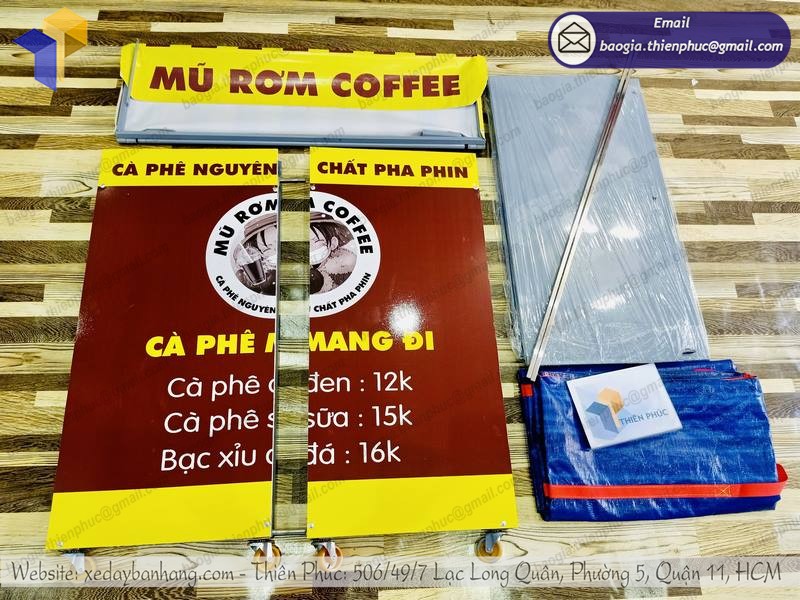 Email
baogia.thienphuc@gmail.com
MŨ RƠM COFFEE
CÀ PHÊ NGUYÊN CHẤT PHA PHIN
MŨ RƠM COFFEE
CÀ PHÊ NGUYÊN CHẤT PHA PHIN
CÀ PHÊ MANG ĐI
Cà phê đen : 12k
Cà phê sữa : 15k
Bạc xỉu đá : 16k
THIÊN PHÚC
Website: xedaybanhang.com - Thiên Phúc: 506/49/7 Lạc Long Quân, Phường 5, Quận 11, HCM